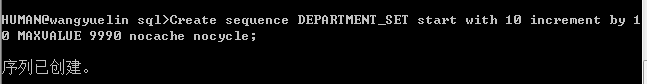 HUMAN@wangyuelin sql>Create sequence DEPARTMENT_SET start with 10 increment by 1
0 MAXVALUE 9990 nocache nocycle;
序列已创建。